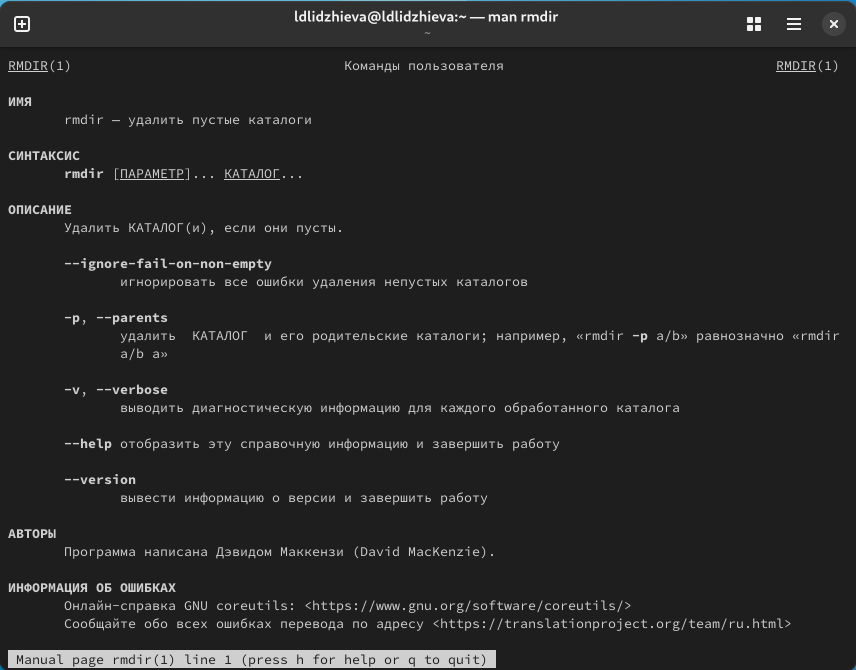 ldlidzhieva@ldlidzhieva:~ — man rmdir
~
RMDIR(1) Команды пользователя RMDIR(1)
ИМЯ
rmdir — удалить пустые каталоги
СИНТАКСИС
rmdir [ПАРАМЕТР]... КАТАЛОГ...
ОПИСАНИЕ
Удалить КАТАЛОГ(и), если они пусты.
--ignore-fail-on-non-empty
игнорировать все ошибки удаления непустых каталогов
-p, --parents
удалить КАТАЛОГ и его родительские каталоги; например, «rmdir -p a/b» равнозначно «rmdir
a/b a»
-v, --verbose
выводить диагностическую информацию для каждого обработанного каталога
--help отобразить эту справочную информацию и завершить работу
--version
вывести информацию о версии и завершить работу
АВТОРЫ
Программа написана Дэвидом Маккензи (David MacKenzie).
ИНФОРМАЦИЯ ОБ ОШИБКАХ
Онлайн-справка GNU coreutils: <https://www.gnu.org/software/coreutils/>
Сообщайте обо всех ошибках перевода по адресу <https://translationproject.org/team/ru.html>
Manual page rmdir(1) line 1 (press h for help or q to quit)